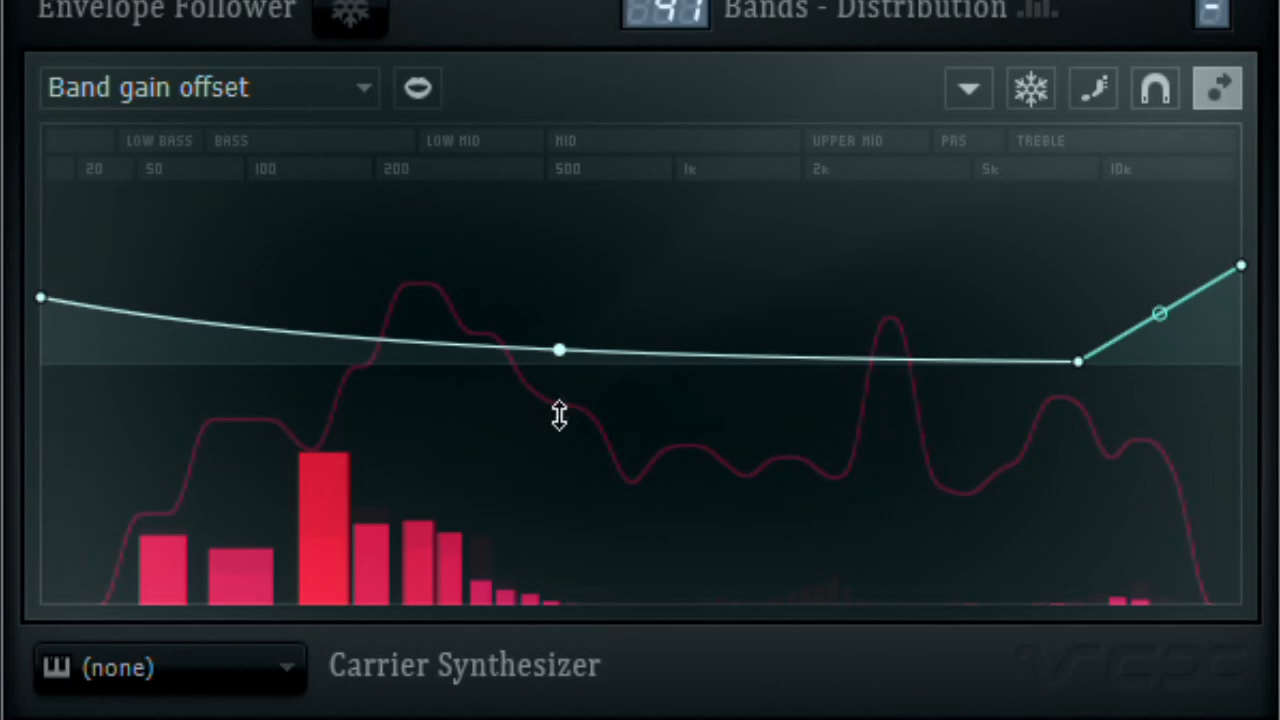 Envelope Follower
41 Bands - Distribution -
Band gain offset
LOW BASS BASS LOW MID MID UPPER MID PRS TREBLE
20 50 100 200 500 1k 2k 5k 10k
(none) Carrier Synthesizer